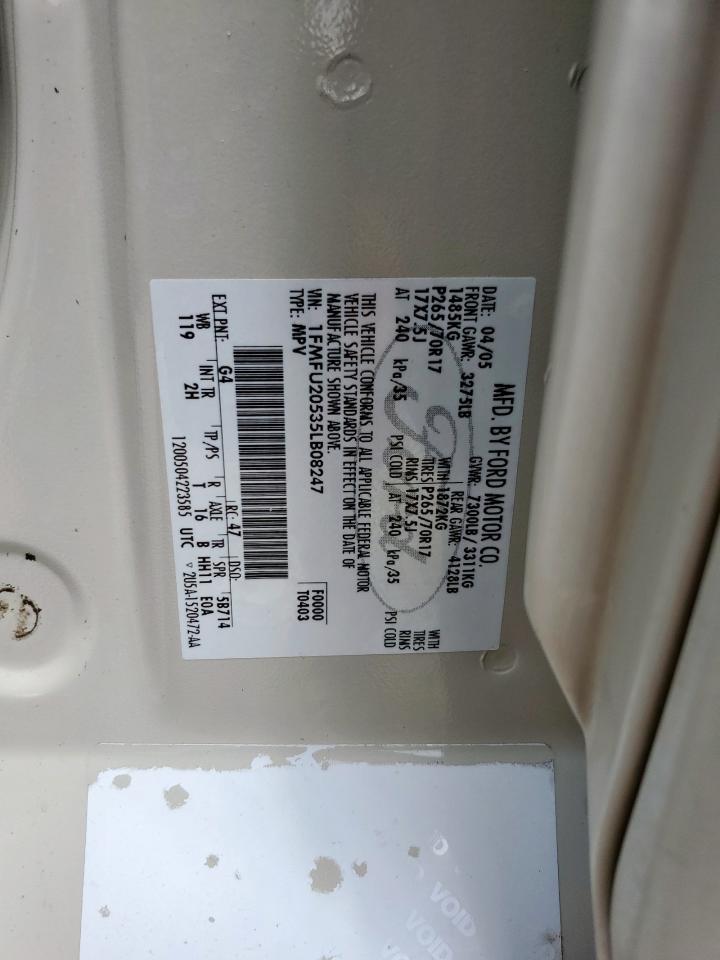 MFD. BY FORD MOTOR CO.
DATE: 04/05 GVWR: 7300LB/ 3311KG
FRONT GAWR: 3275LB REAR GAWR: 4128LB
1485KG WITH 1872KG WITH
P265/70R17 TIRES P265/70R17 TIRES
17X7.5J RIMS 17X7.5J RIMS
AT 240 kPa/35 PSI COLD AT 240 kPa/35 PSI COLD
Ford
THIS VEHICLE CONFORMS TO ALL APPLICABLE FEDERAL MOTOR
VEHICLE SAFETY STANDARDS IN EFFECT ON THE DATE OF
MANUFACTURE SHOWN ABOVE.
VIN: 1FMFU20535LB08247 F0000
TYPE: MPV T0403
EXT PNT: G4 RC: 47 DSO: 5B714
WB INT TR TP/PS R AXLE TR SPR
119 2H T 16 B HH11 E0A
1200504223585 UTC ▽ 2U5A-1520472-AA
VOID
VOID
VOID